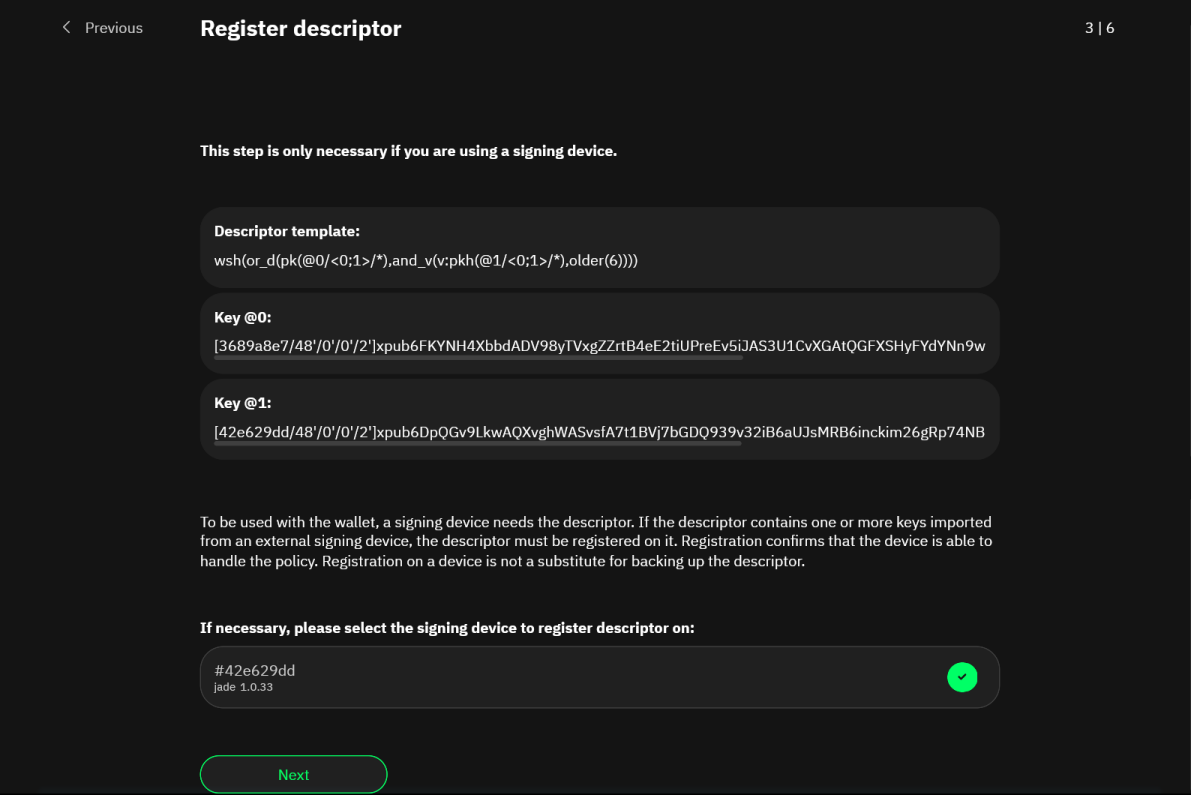 Previous
Register descriptor
3 | 6
This step is only necessary if you are using a signing device.
Descriptor template:
wsh(or_d(pk(@0/<0;1>/*),and_v(v:pkh(@1/<0;1>/*),older(6))))
Key @0:
[3689a8e7/48'/0'/0'/2']xpub6FKYNH4XbbdADV98yTVxgZZrtB4eE2tiUPreEv5iJAS3U1CvXGAtQGFXSHyFYdYNn9w
Key @1:
[42e629dd/48'/0'/0'/2']xpub6DpQGv9LkwAQXvghWASvsfA7t1BVj7bGDQ939v32iB6aUJsMRB6inckim26gRp74NB
To be used with the wallet, a signing device needs the descriptor. If the descriptor contains one or more keys imported
from an external signing device, the descriptor must be registered on it. Registration confirms that the device is able to
handle the policy. Registration on a device is not a substitute for backing up the descriptor.
If necessary, please select the signing device to register descriptor on:
#42e629dd
jade 1.0.33
Next